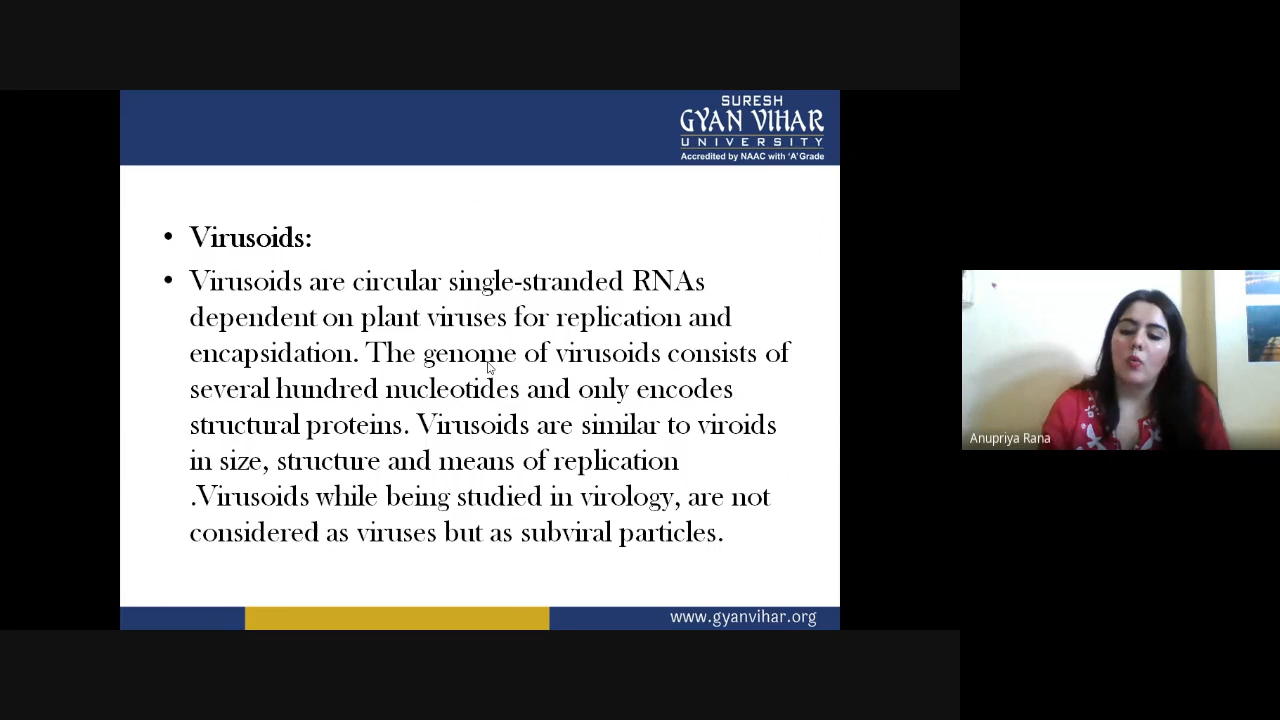 SURESH
GYAN VIHAR
UNIVERSITY
Accredited by NAAC with 'A' Grade
• Virusoids:
• Virusoids are circular single-stranded RNAs
dependent on plant viruses for replication and
encapsidation. The genome of virusoids consists of
several hundred nucleotides and only encodes
structural proteins. Virusoids are similar to viroids
in size, structure and means of replication
.Virusoids while being studied in virology, are not
considered as viruses but as subviral particles.
www.gyanvihar.org
Anupriya Rana